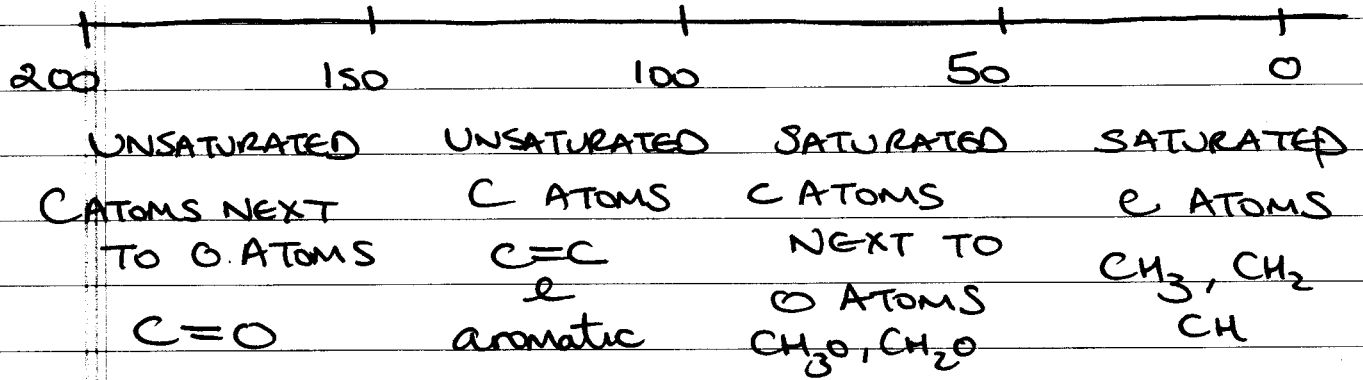 200 150 100 50 0
UNSATURATED UNSATURATED SATURATED SATURATED
C ATOMS NEXT C ATOMS C ATOMS C ATOMS
TO O ATOMS C=C NEXT TO CH3, CH2
e O ATOMS CH
C=O aromatic CH3O, CH2O